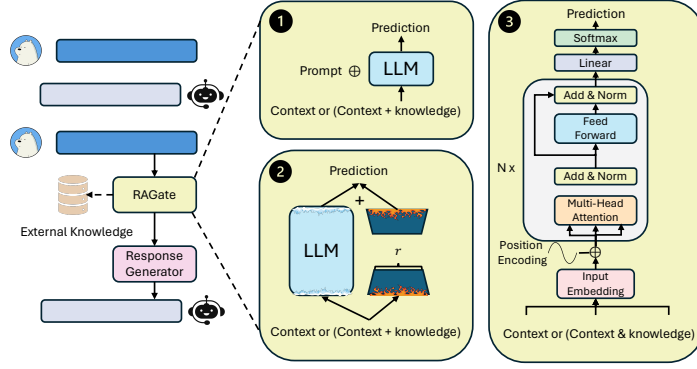 RAGate
External Knowledge
Response
Generator
1
Prediction
Prompt ⊕
LLM
Context or (Context + knowledge)
2
Prediction
+
LLM
r
Context or (Context + knowledge)
3
Prediction
Softmax
Linear
Add & Norm
Feed
Forward
N x
Add & Norm
Multi-Head
Attention
Position
Encoding
Input
Embedding
Context or (Context & knowledge)